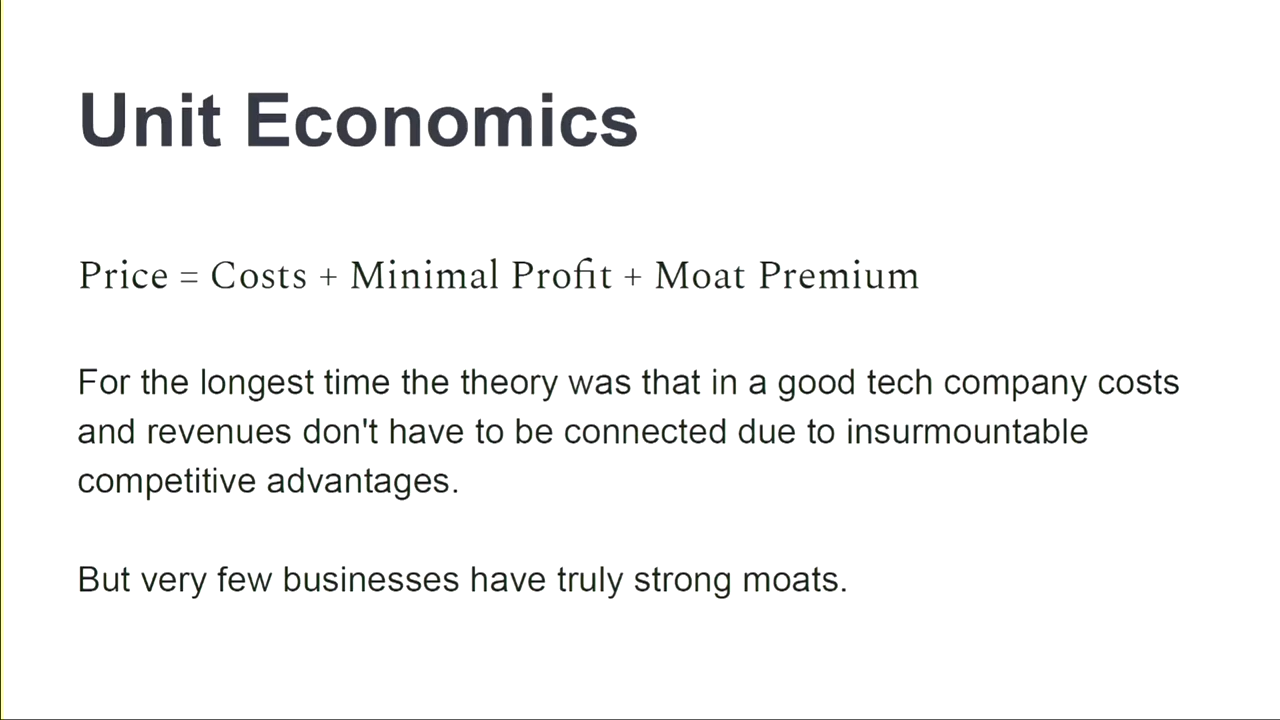 Unit Economics
Price = Costs + Minimal Profit + Moat Premium
For the longest time the theory was that in a good tech company costs
and revenues don't have to be connected due to insurmountable
competitive advantages.
But very few businesses have truly strong moats.